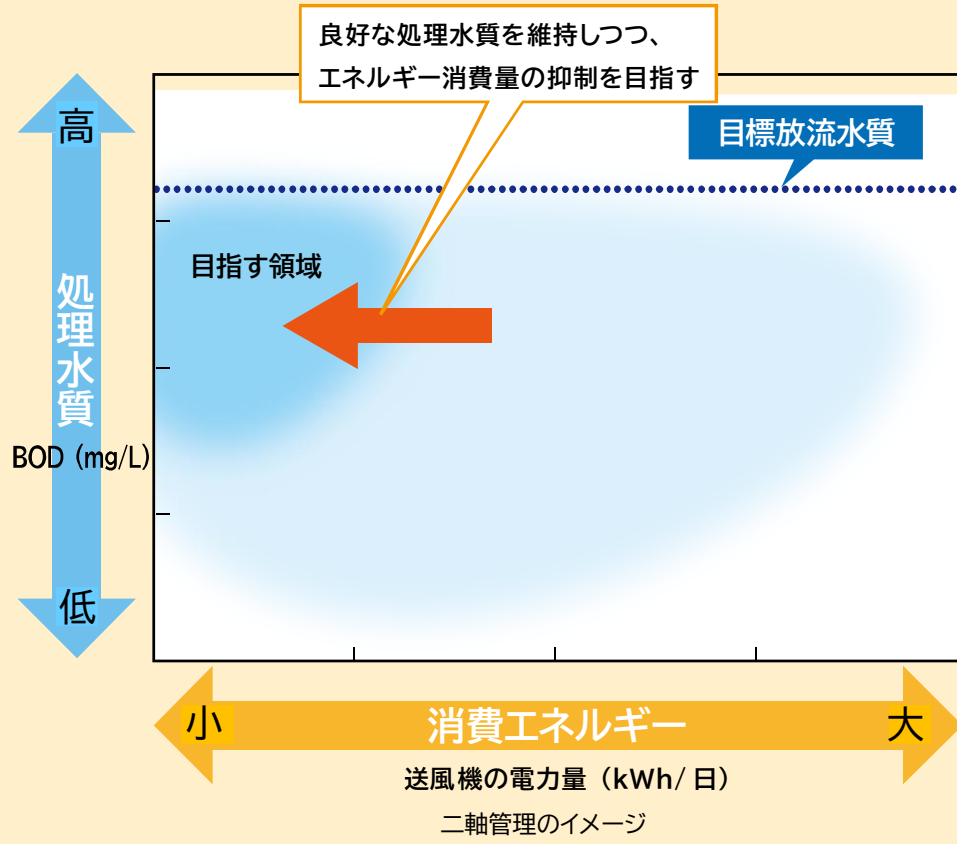 良好な処理水質を維持しつつ、
エネルギー消費量の抑制を目指す
高
目標放流水質
目指す領域
処理水質
BOD (mg/L)
低
小
消費エネルギー
大
送風機の電力量（kWh/日）
二軸管理のイメージ